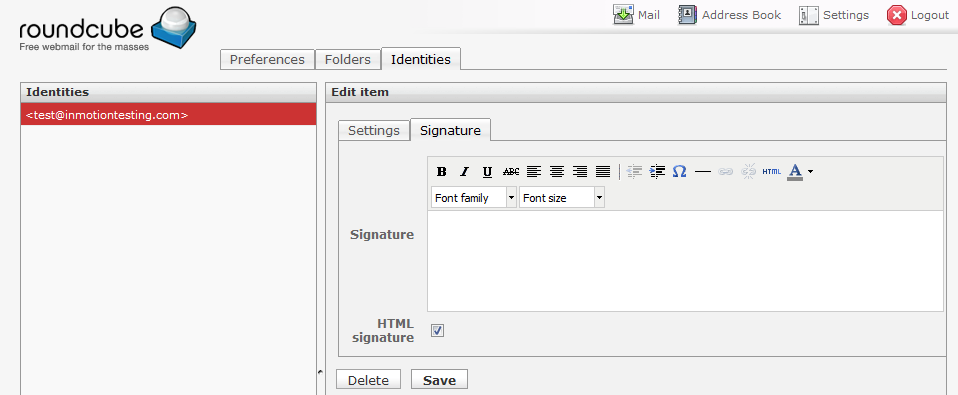 roundcube
Free webmail for the masses
Mail Address Book Settings Logout
Preferences Folders Identities
Identities
<test@inmotiontesting.com>
Edit item
Settings Signature
B I U ABC Ω HTML A
Font family Font size
Signature
HTML
signature
Delete Save